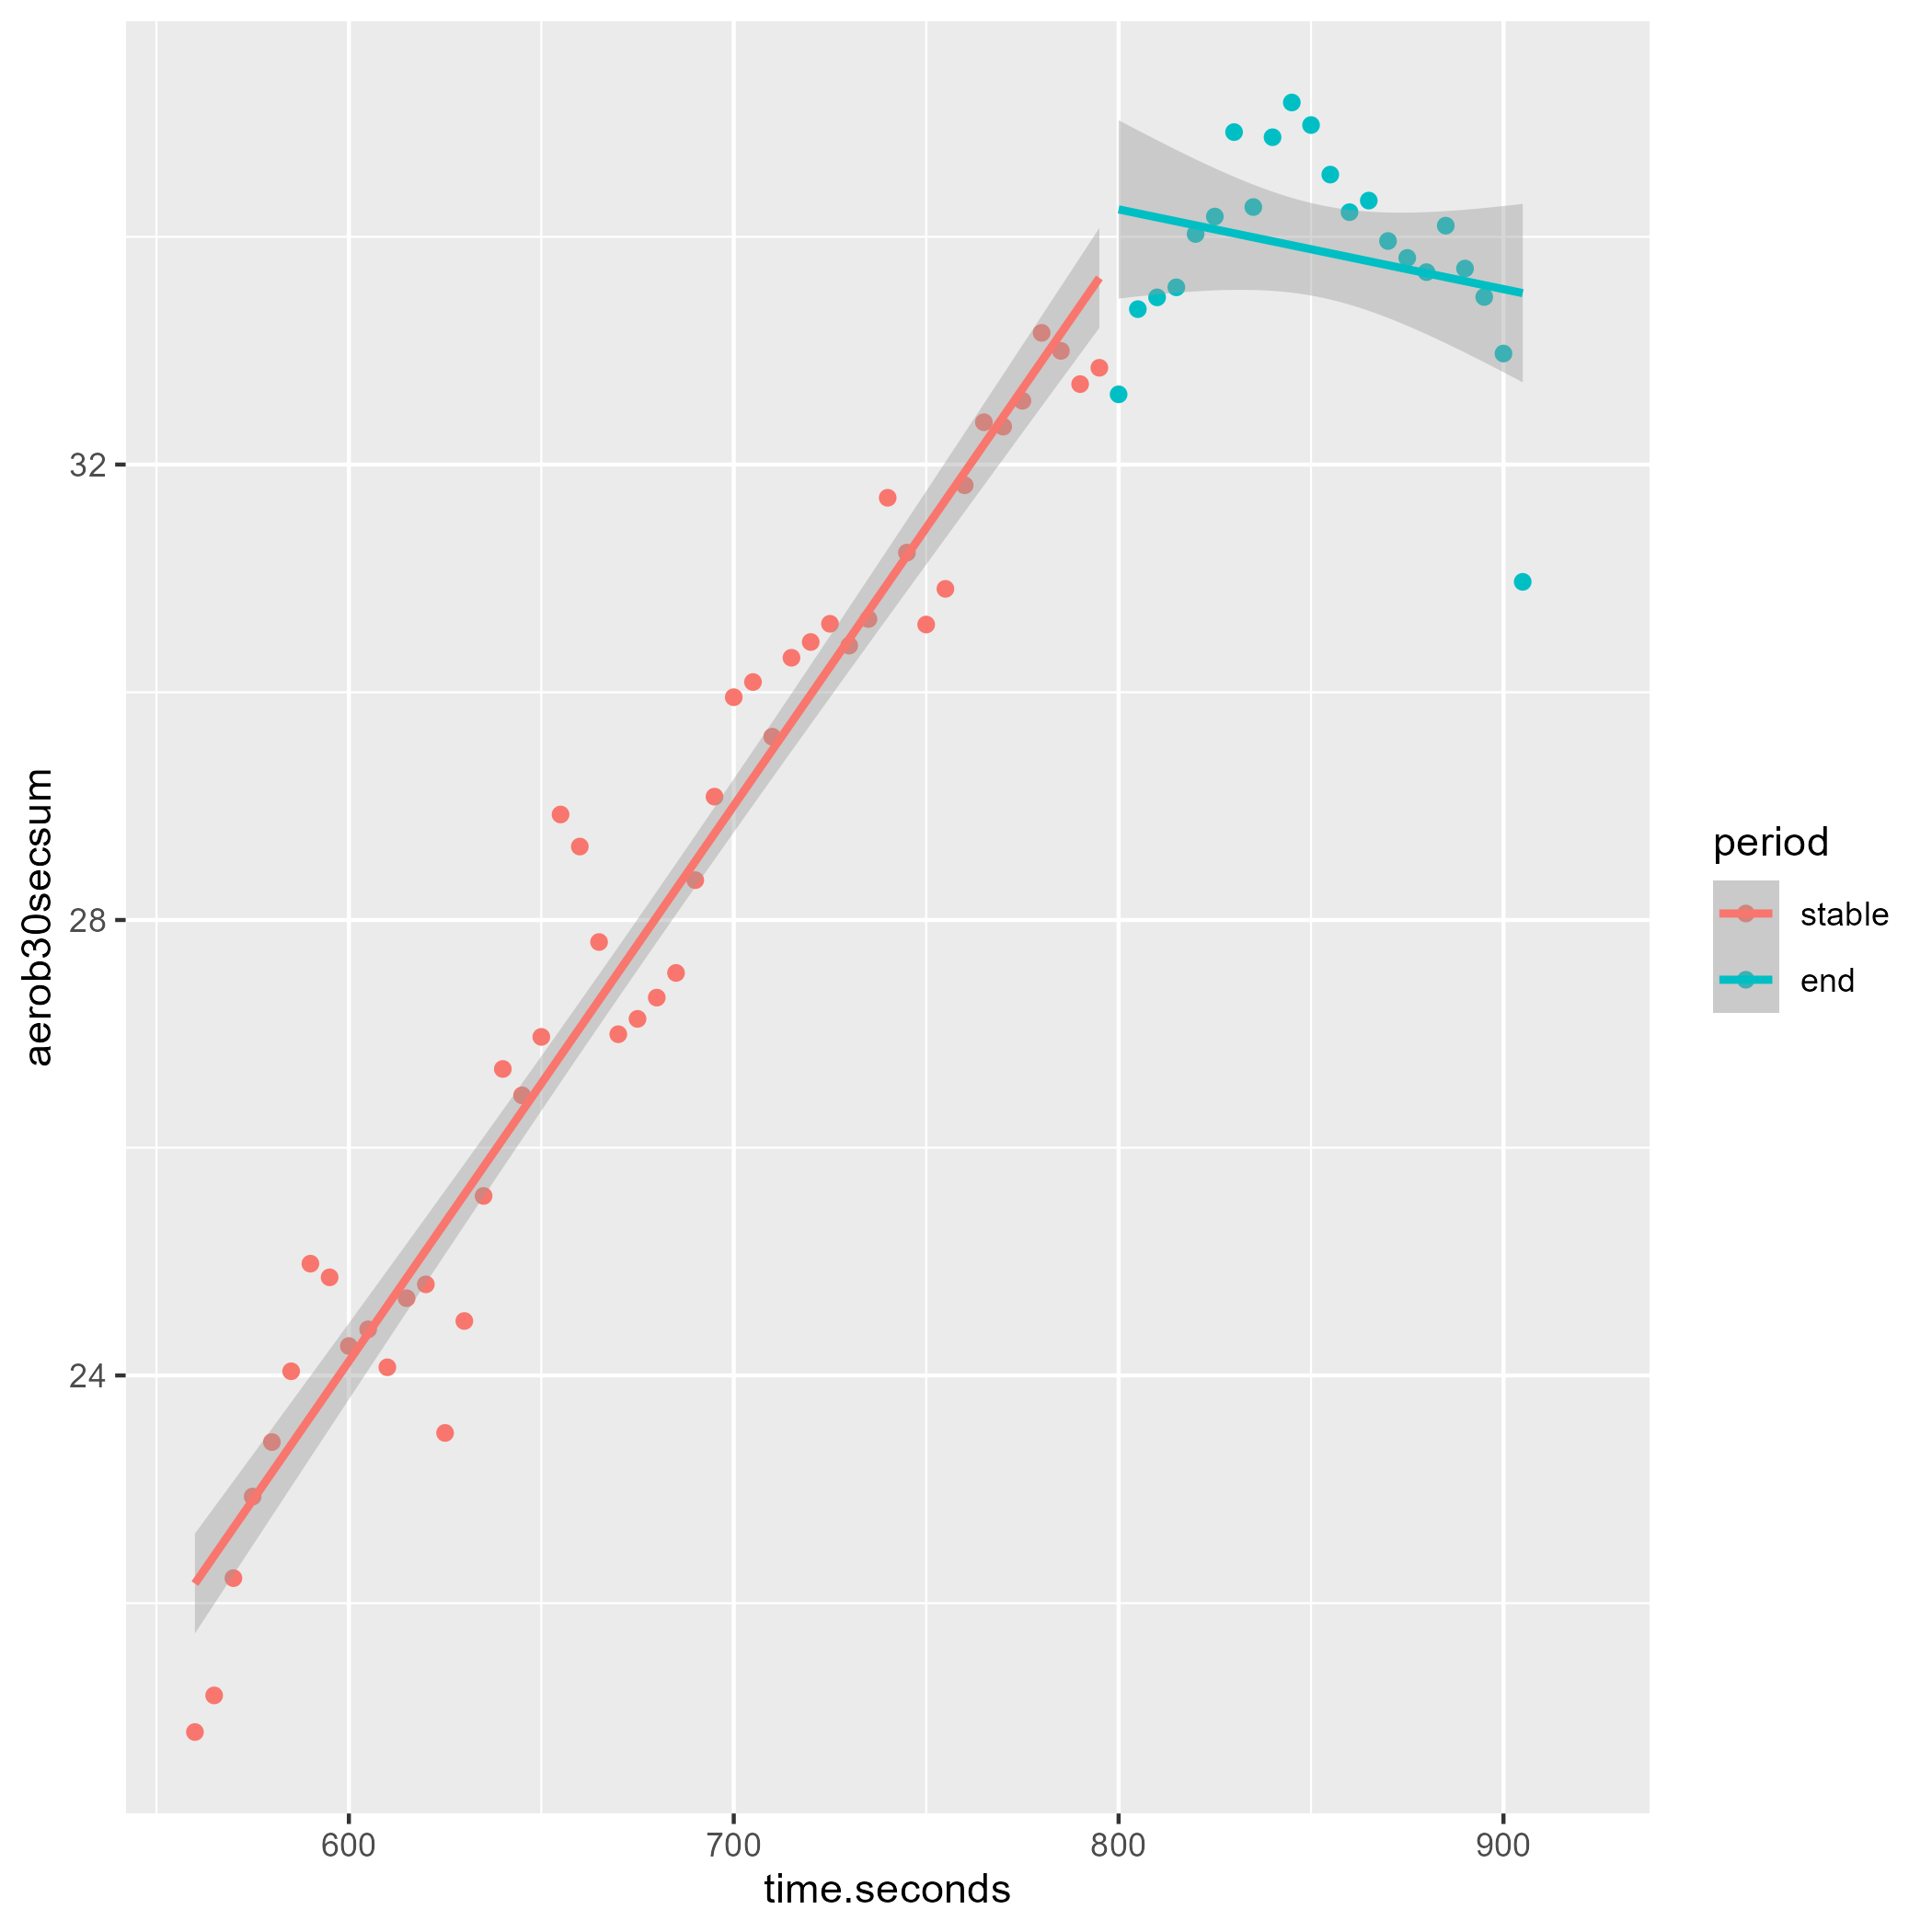 aerob30secsum
32
28
24
600
700
800
900
time.seconds
period
stable
end